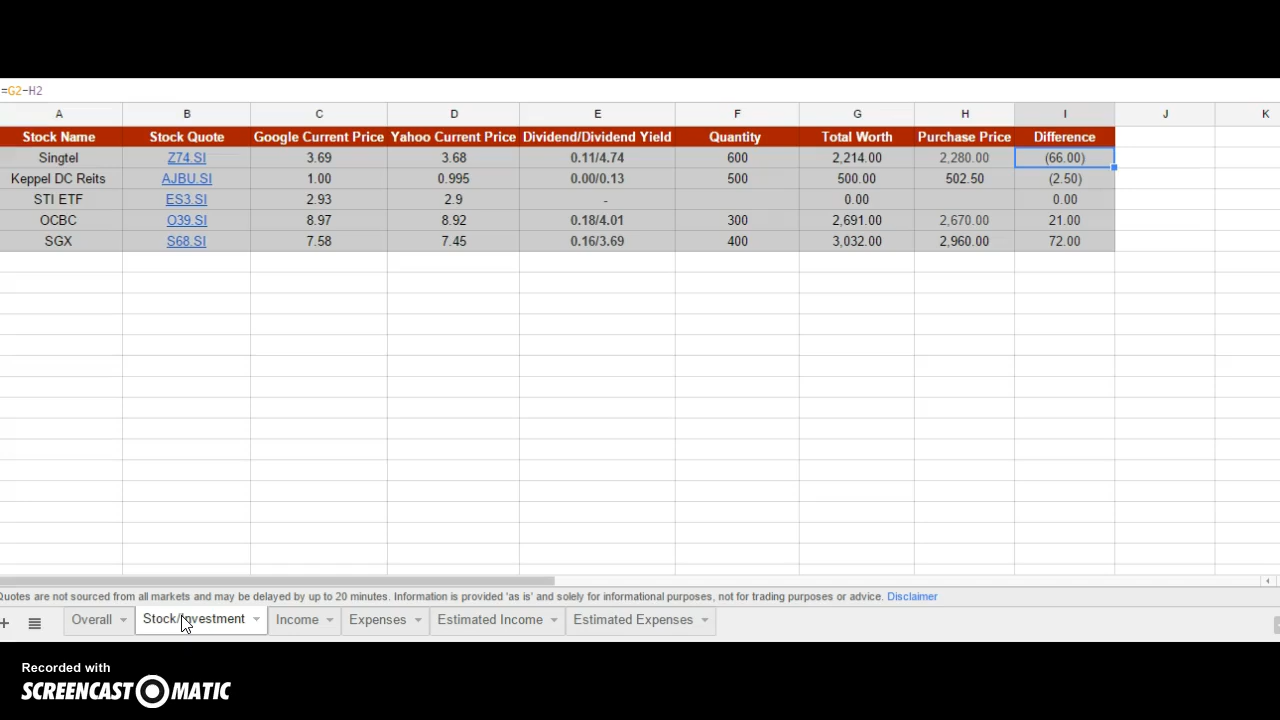 =G2-H2
A B C D E F G H I J K
Stock Name Stock Quote Google Current Price Yahoo Current Price Dividend/Dividend Yield Quantity Total Worth Purchase Price Difference
Singtel Z74.SI 3.69 3.68 0.11/4.74 600 2,214.00 2,280.00 (66.00)
Keppel DC Reits AJBU.SI 1.00 0.995 0.00/0.13 500 500.00 502.50 (2.50)
STI ETF ES3.SI 2.93 2.9 - 0.00 0.00
OCBC O39.SI 8.97 8.92 0.18/4.01 300 2,691.00 2,670.00 21.00
SGX S68.SI 7.58 7.45 0.16/3.69 400 3,032.00 2,960.00 72.00
Quotes are not sourced from all markets and may be delayed by up to 20 minutes. Information is provided 'as is' and solely for informational purposes, not for trading purposes or advice. Disclaimer
Overall Stock/Investment Income Expenses Estimated Income Estimated Expenses
Recorded with
SCREENCAST-O-MATIC